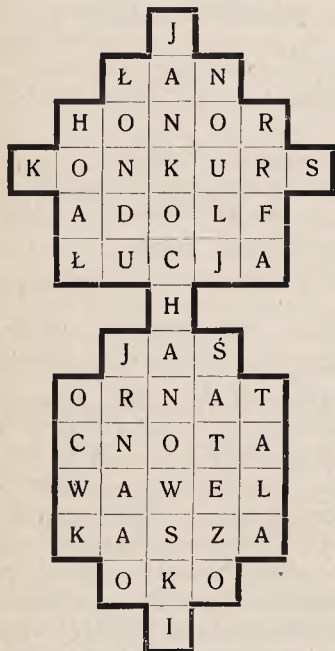 J
ŁAN
HONOR
KONKURS
ADOLF
ŁUCJA
H
JAŚ
ORNAT
CNOTA
WAWEL
KASZA
OKO
I